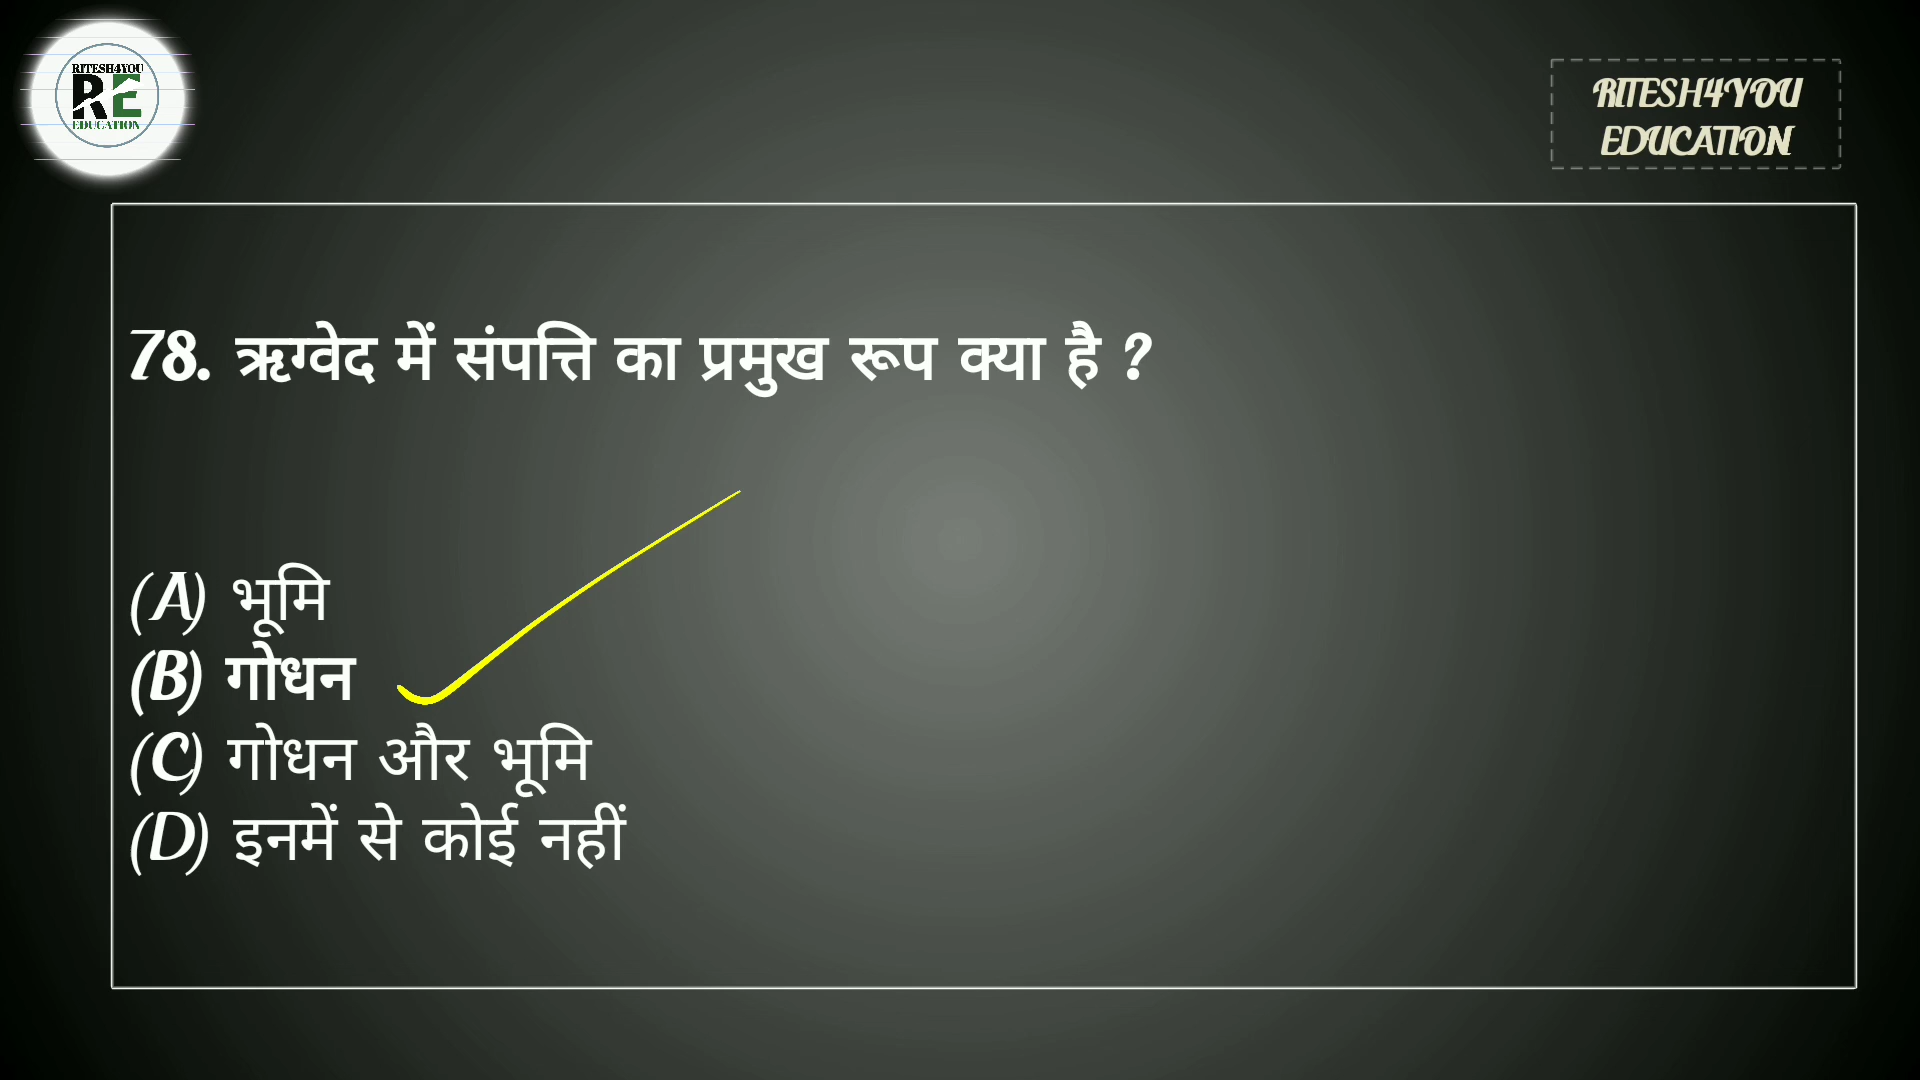 RITESH4YOU
RE
EDUCATION
RITESH4YOU
EDUCATION
78. ऋग्वेद में संपत्ति का प्रमुख रूप क्या है ?
(A) भूमि
(B) गोधन
(C) गोधन और भूमि
(D) इनमें से कोई नहीं